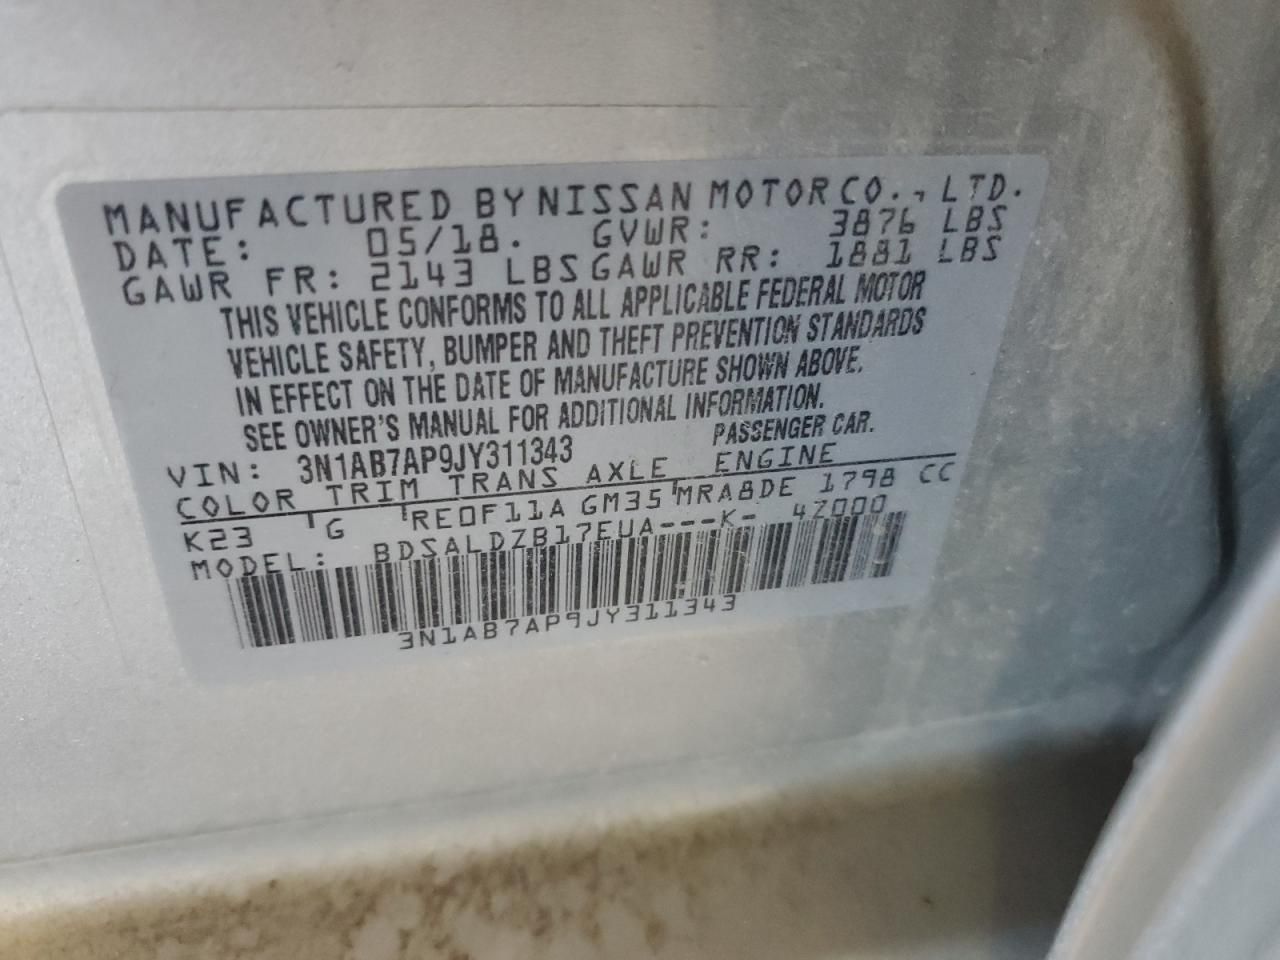 MANUFACTURED BY NISSAN MOTOR CO., LTD.
DATE: 05/18. GVWR: 3876 LBS
GAWR FR: 2143 LBS GAWR RR: 1881 LBS
THIS VEHICLE CONFORMS TO ALL APPLICABLE FEDERAL MOTOR
VEHICLE SAFETY, BUMPER AND THEFT PREVENTION STANDARDS
IN EFFECT ON THE DATE OF MANUFACTURE SHOWN ABOVE.
SEE OWNER'S MANUAL FOR ADDITIONAL INFORMATION.
VIN: 3N1AB7AP9JY311343 PASSENGER CAR.
COLOR TRIM TRANS AXLE ENGINE
K23 G RE0F11A GM35 MRA8DE 1798 CC
MODEL: BDSALDZB17EUA---K- 4Z000
3N1AB7AP9JY311343